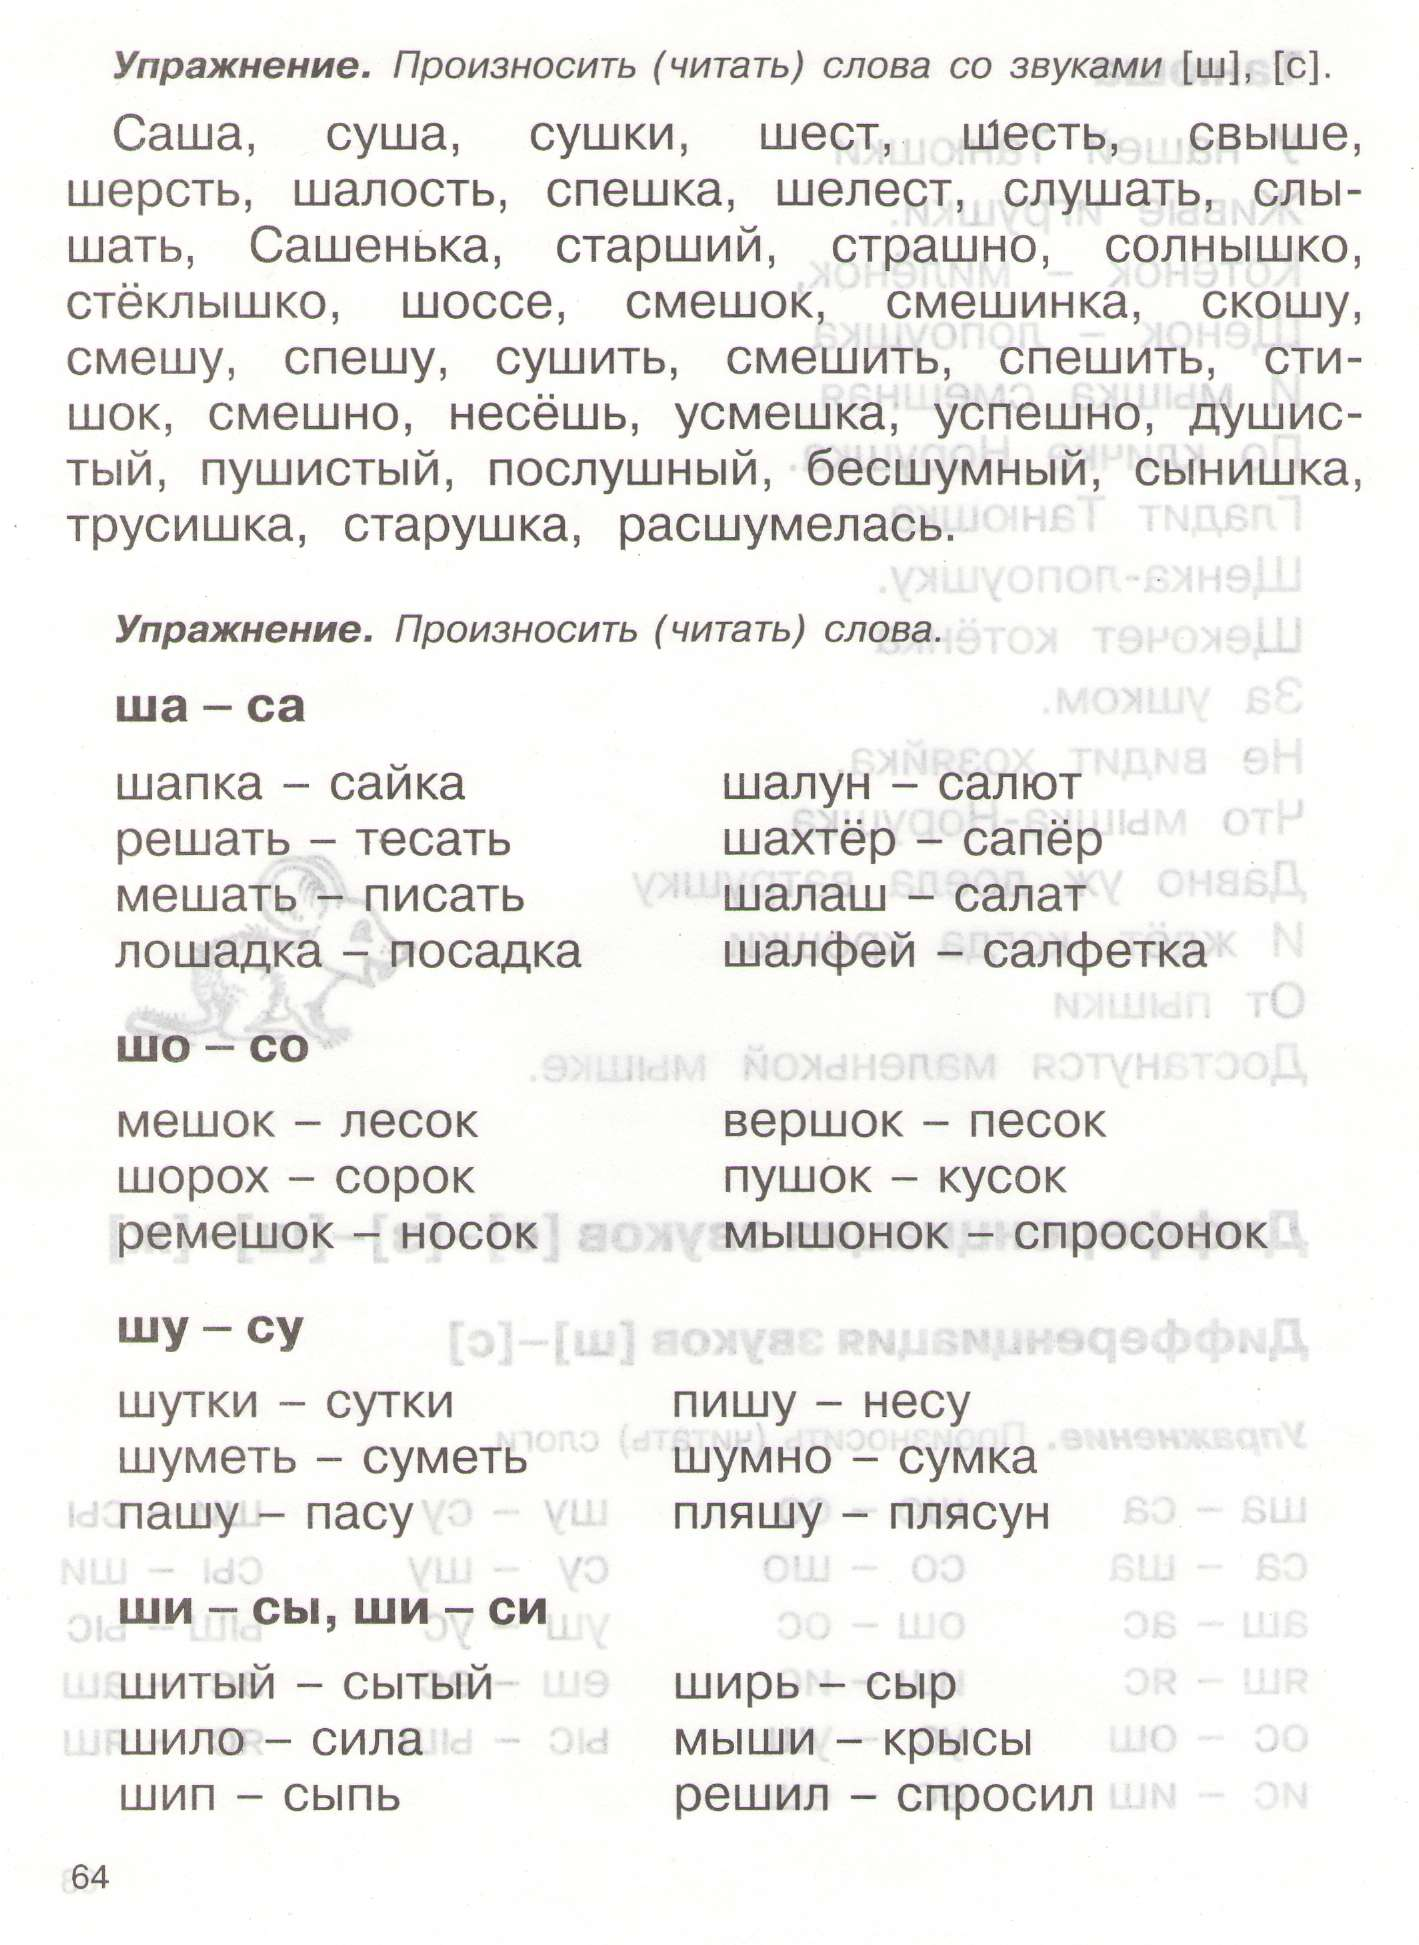 Упражнение. Произносить (читать) слова со звуками [ш], [с].
Саша, суша, сушки, шест, шесть, свыше,
шерсть, шалость, спешка, шелест, слушать, слы-
шать, Сашенька, старший, страшно, солнышко,
стёклышко, шоссе, смешок, смешинка, скошу,
смешу, спешу, сушить, смешить, спешить, сти-
шок, смешно, несёшь, усмешка, успешно, душис-
тый, пушистый, послушный, бесшумный, сынишка,
трусишка, старушка, расшумелась.
Упражнение. Произносить (читать) слова.
ша – са
шапка – сайка
решать – тесать
мешать – писать
лошадка – посадка
шалун – салют
шахтёр – сапёр
шалаш – салат
шалфей – салфетка
шо – со
мешок – лесок
шорох – сорок
ремешок – носок
вершок – песок
пушок – кусок
мышонок – спросонок
шу – су
шутки – сутки
шуметь – суметь
пашу – пасу
пишу – несу
шумно – сумка
пляшу – плясун
ши – сы, ши – си
шитый – сытый
шило – сила
шип – сыпь
ширь – сыр
мыши – крысы
решил – спросил
64